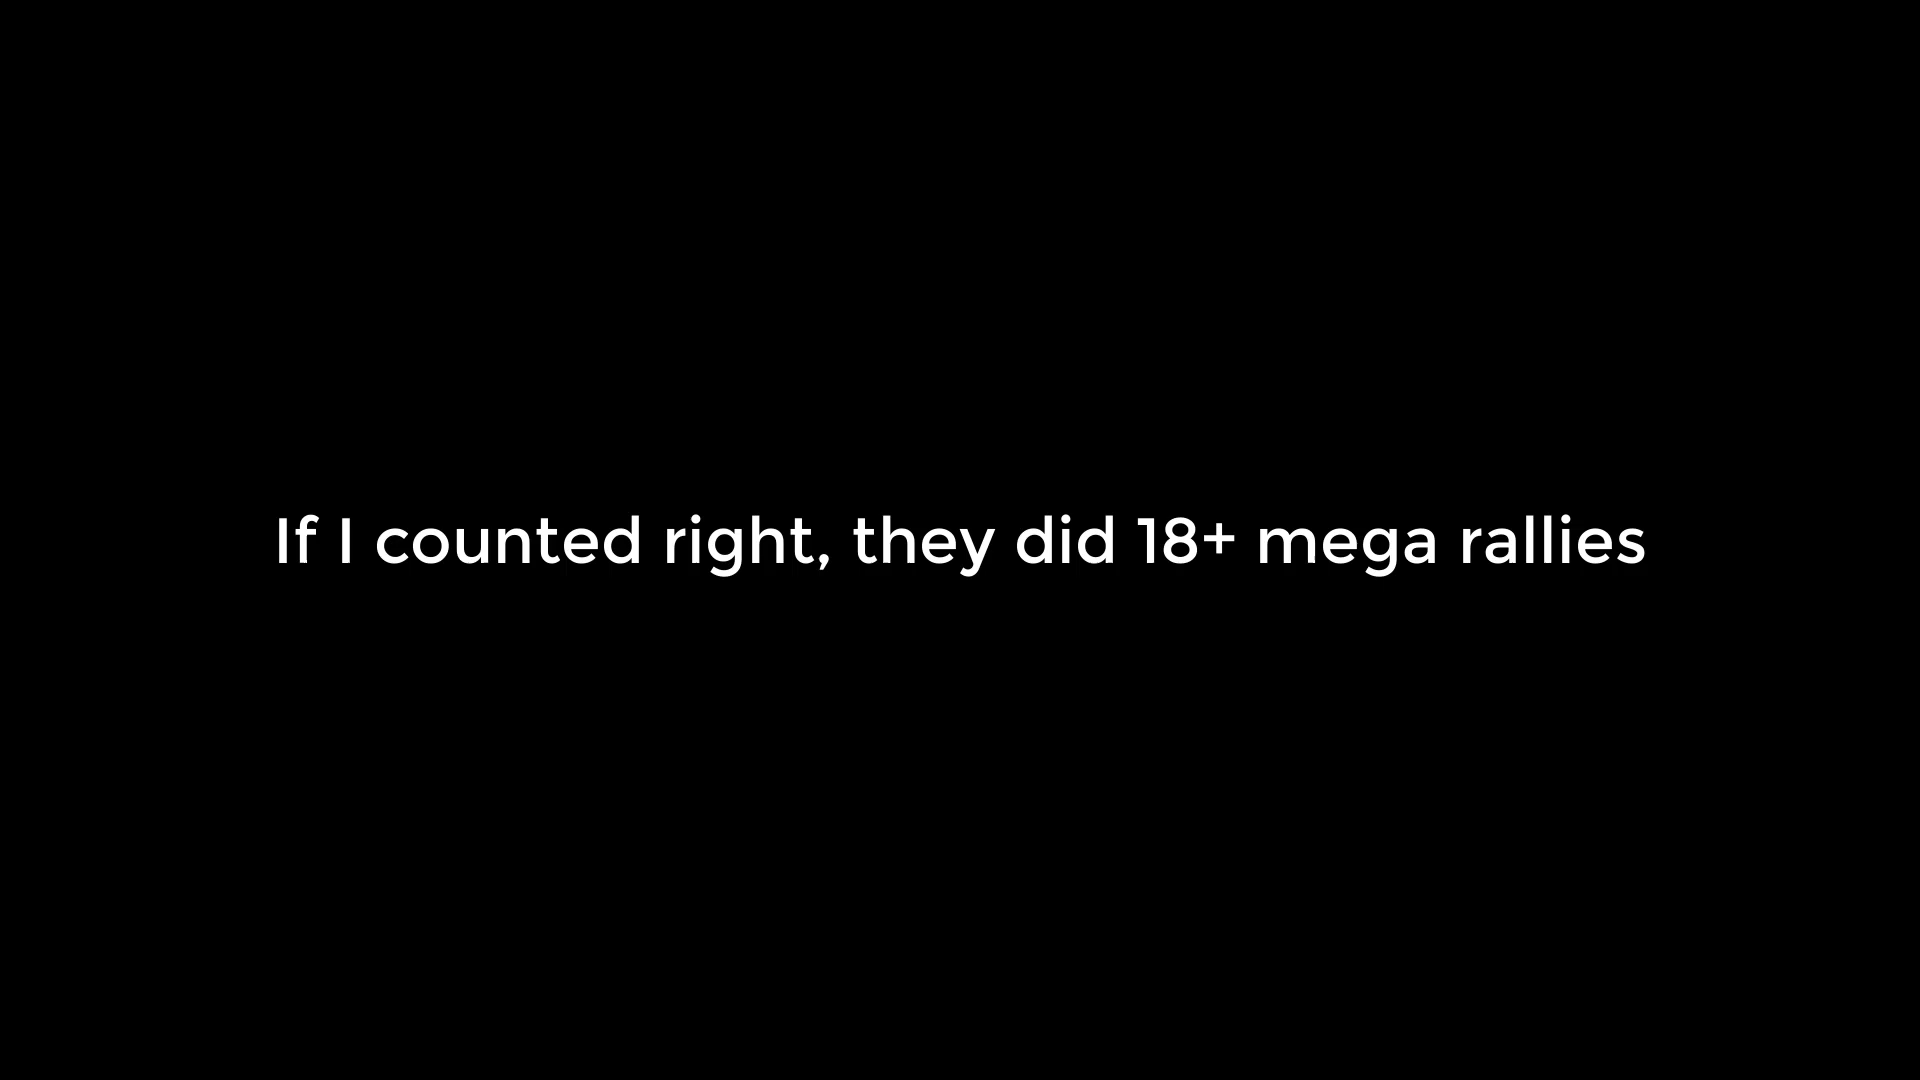 If I counted right, they did 18+ mega rallies